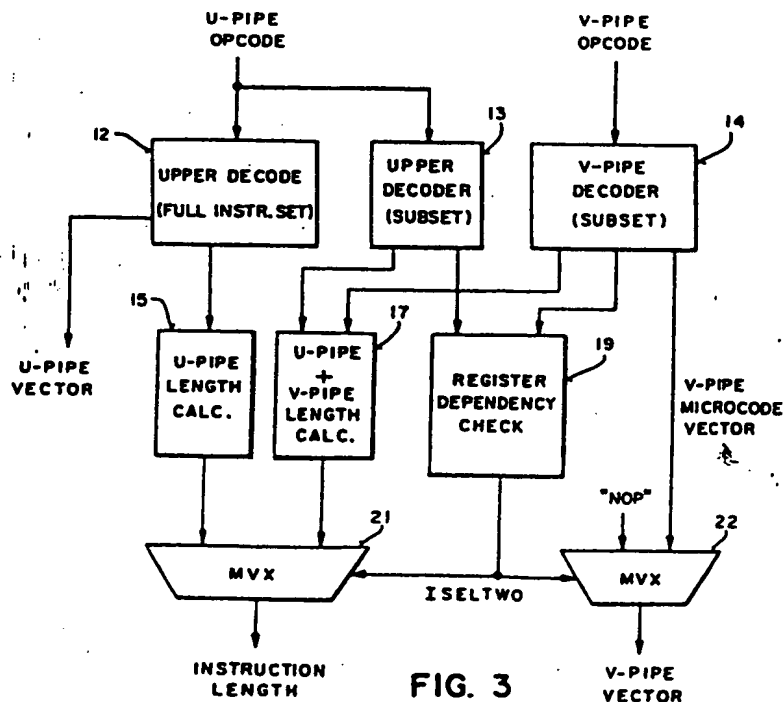 U-PIPE
OPCODE
V-PIPE
OPCODE
12
13
14
UPPER DECODE
(FULL INSTR. SET)
UPPER
DECODER
(SUBSET)
V-PIPE
DECODER
(SUBSET)
15
17
19
U-PIPE
VECTOR
U-PIPE
LENGTH
CALC.
U-PIPE
+
V-PIPE
LENGTH
CALC.
REGISTER
DEPENDENCY
CHECK
V-PIPE
MICROCODE
VECTOR
"NOP"
21
22
MVX
MVX
ISELTWO
INSTRUCTION
LENGTH
V-PIPE
VECTOR
FIG. 3